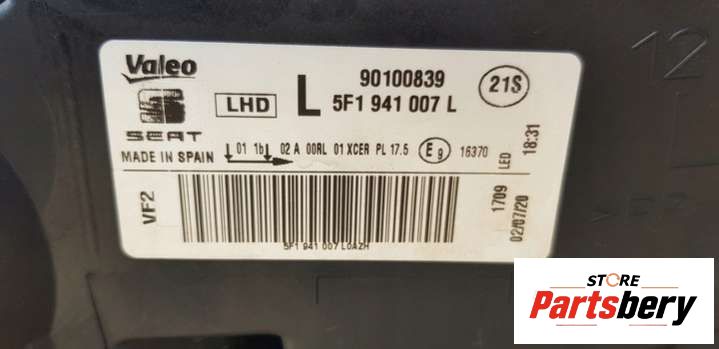 Valeo
SEAT
MADE IN SPAIN
LHD
L
90100839
5F1 941 007 L
21S
01 1b 02 A 00RL 01 XCER PL 17.5 E9 16370
LED 18:31
VF2
5F1 941 007 L0AZH
1709 02/07/20
12
STORE
Partsbery